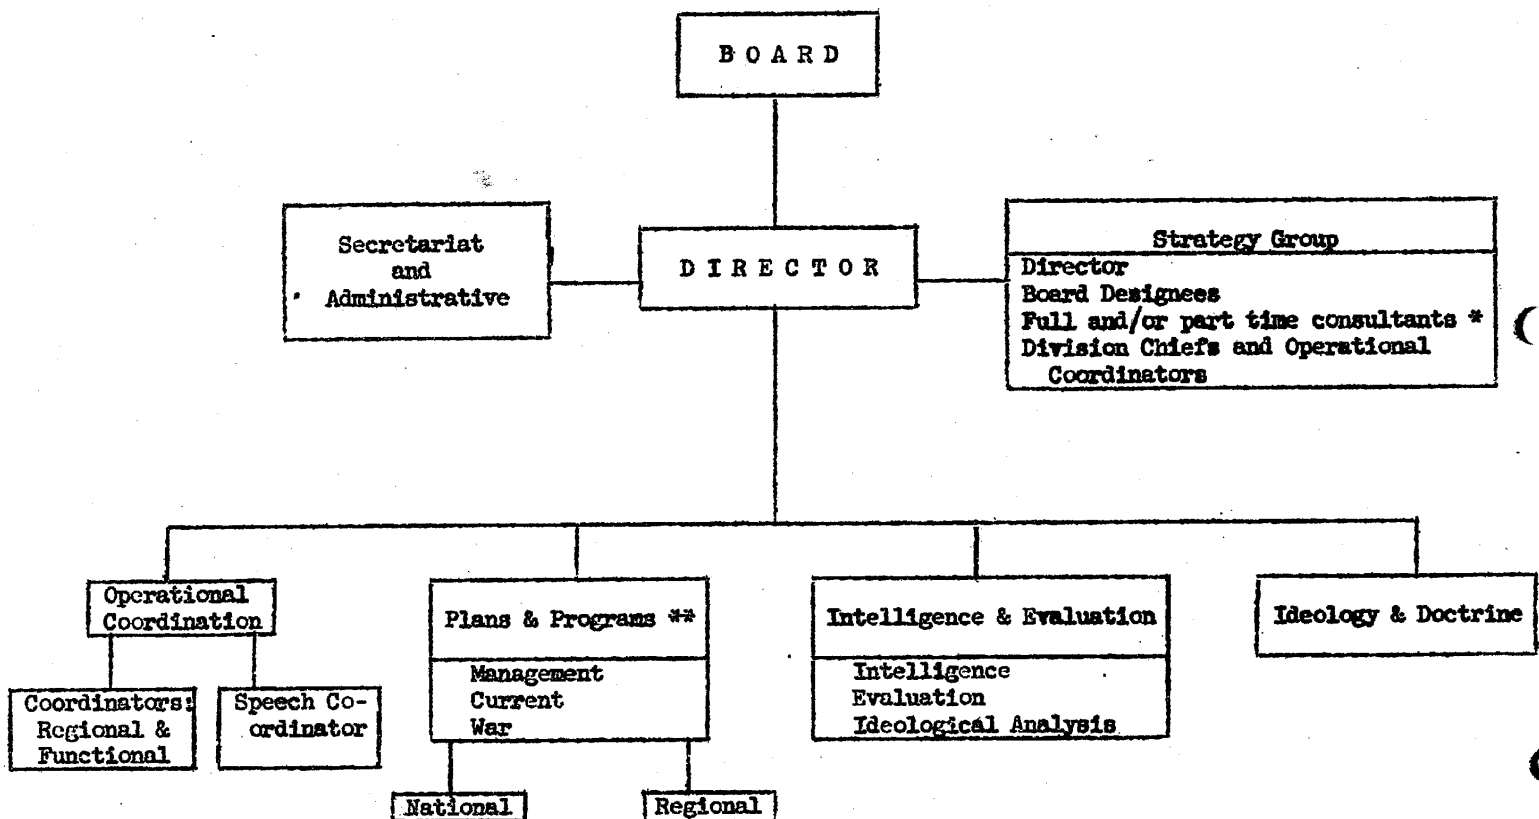 B O A R D
Secretariat
and
Administrative
D I R E C T O R
Strategy Group
Director
Board Designees
Full and/or part time consultants *
Division Chiefs and Operational
Coordinators
Operational
Coordination
Coordinators:
Regional &
Functional
Speech Co-
ordinator
Plans & Programs **
Management
Current
War
National
Regional
Intelligence & Evaluation
Intelligence
Evaluation
Ideological Analysis
Ideology & Doctrine